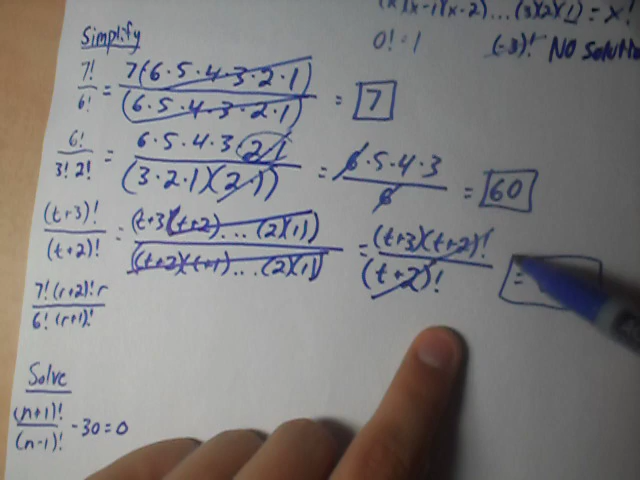 (x)(x-1)(x-2)...(3)(2)(1) = x!
0! = 1 (-3)! NO SOLUTION
Simplify
7!/6! = 7(6·5·4·3·2·1)/(6·5·4·3·2·1) = 7
6!/3!2! = 6·5·4·3(2·1)/(3·2·1)(2·1) = 6·5·4·3/6 = 60
(t+3)!/(t+2)! = (t+3)(t+2)...(2)(1)/(t+2)(t+1)...(2)(1) = (t+3)(t+2)!/(t+2)! =
7!(r+2)!r/6!(r+1)!
Solve
(n+1)!/(n-1)! - 30 = 0